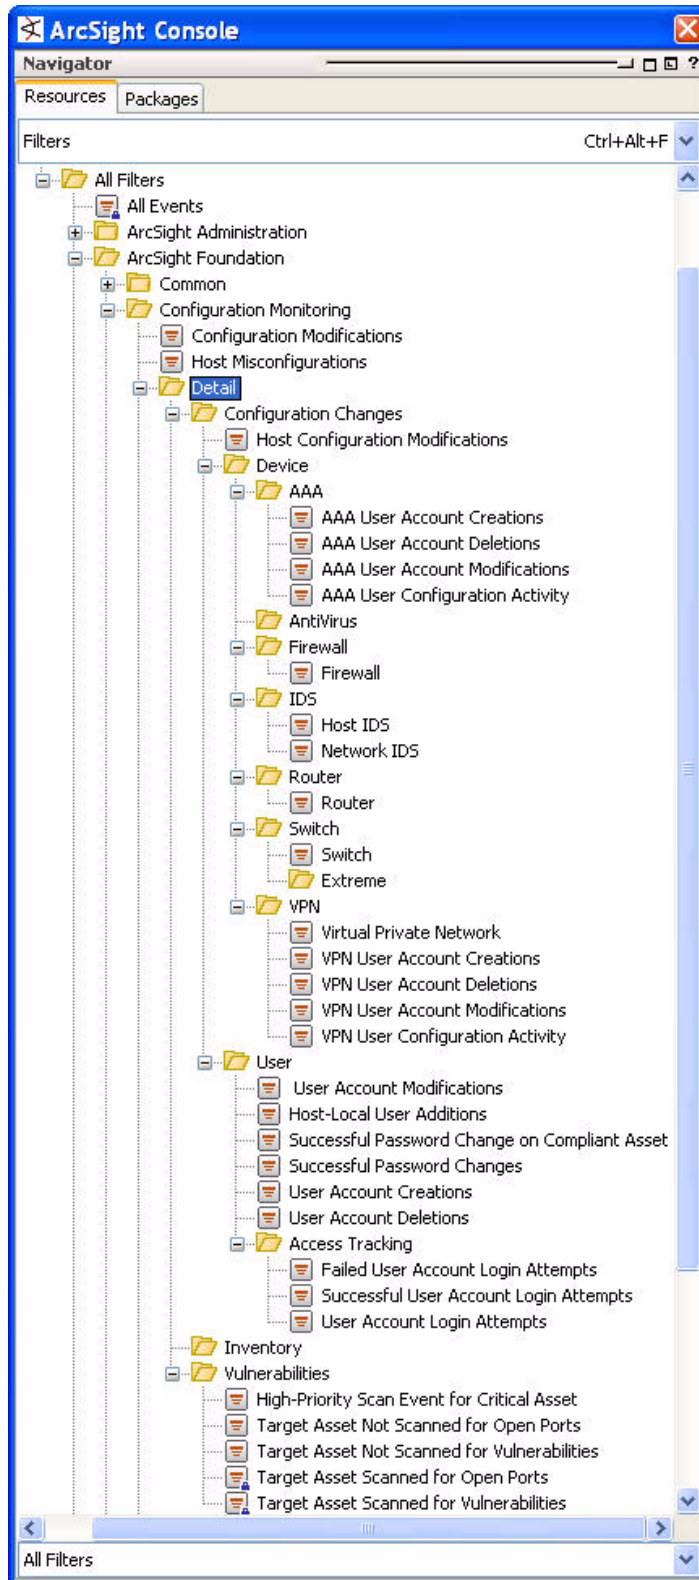 ArcSight Console
Navigator ?
Resources Packages
Filters Ctrl+Alt+F
All Filters
All Events
ArcSight Administration
ArcSight Foundation
Common
Configuration Monitoring
Configuration Modifications
Host Misconfigurations
Detail
Configuration Changes
Host Configuration Modifications
Device
AAA
AAA User Account Creations
AAA User Account Deletions
AAA User Account Modifications
AAA User Configuration Activity
AntiVirus
Firewall
Firewall
IDS
Host IDS
Network IDS
Router
Router
Switch
Switch
Extreme
VPN
Virtual Private Network
VPN User Account Creations
VPN User Account Deletions
VPN User Account Modifications
VPN User Configuration Activity
User
User Account Modifications
Host-Local User Additions
Successful Password Change on Compliant Asset
Successful Password Changes
User Account Creations
User Account Deletions
Access Tracking
Failed User Account Login Attempts
Successful User Account Login Attempts
User Account Login Attempts
Inventory
Vulnerabilities
High-Priority Scan Event for Critical Asset
Target Asset Not Scanned for Open Ports
Target Asset Not Scanned for Vulnerabilities
Target Asset Scanned for Open Ports
Target Asset Scanned for Vulnerabilities
All Filters